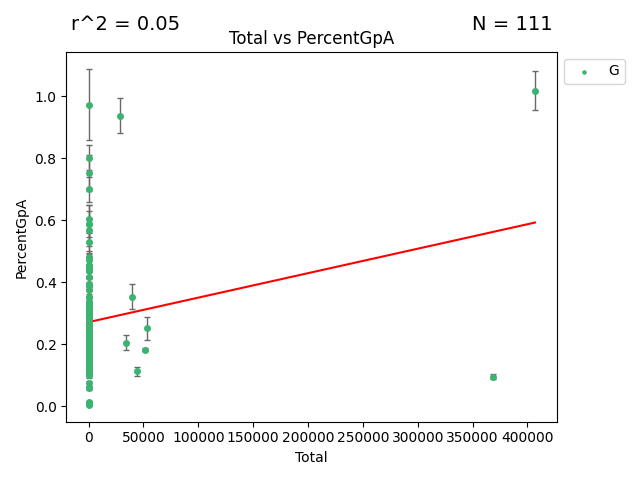 r^2 = 0.05
N = 111
Total vs PercentGpA
G
PercentGpA
1.0
0.8
0.6
0.4
0.2
0.0
0 50000 100000 150000 200000 250000 300000 350000 400000
Total